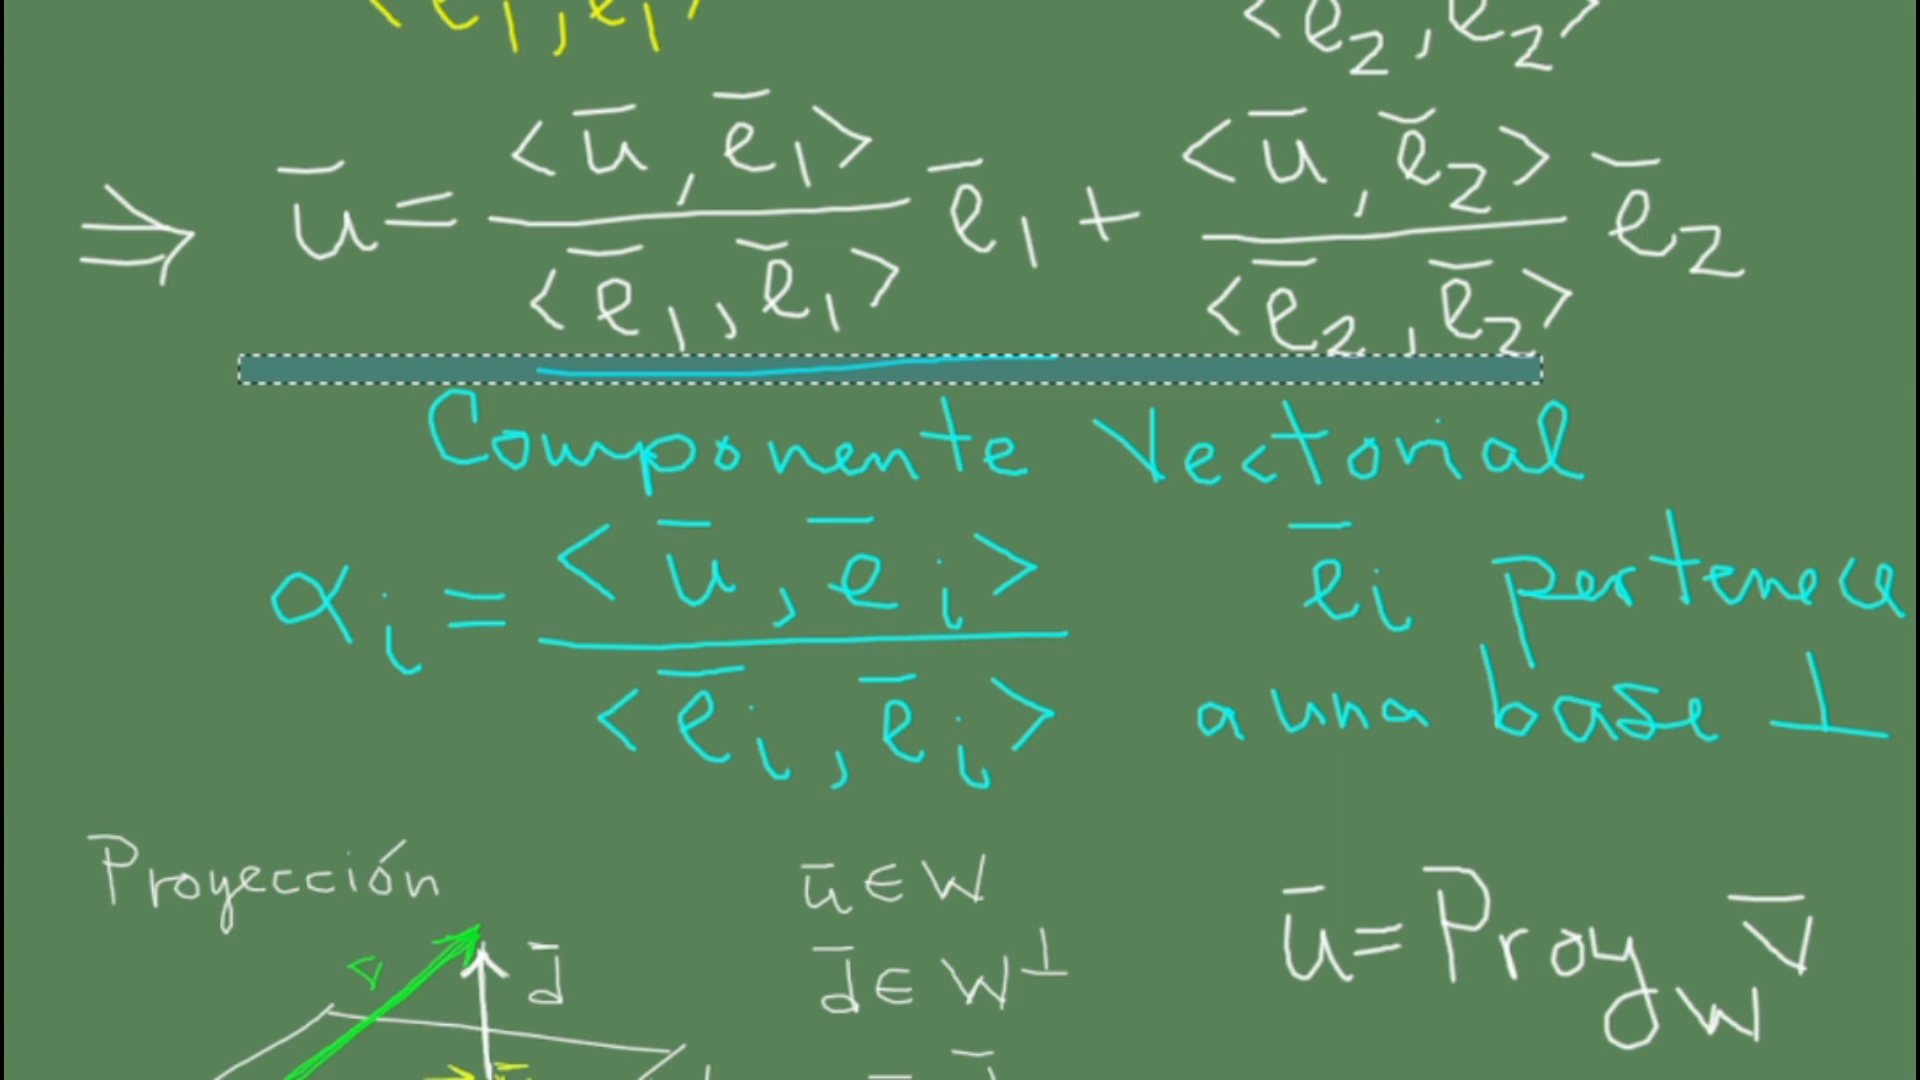 <e1,e1> <e2,e2>
⇒ ū = <ū,ē1>/<ē1,ē1> ē1 + <ū,ē2>/<ē2,ē2> ē2
Componente Vectorial
αi = <ū,ēi>/<ēi,ēi> ēi pertenece
a una base ⊥
Proyección ū ∈ W
ū = Proy_W v̄
v̄ d̄ d̄ ∈ W⊥